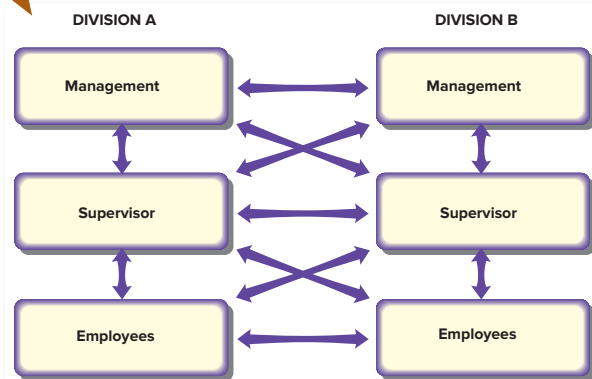 DIVISION A
DIVISION B
Management
Management
Supervisor
Supervisor
Employees
Employees